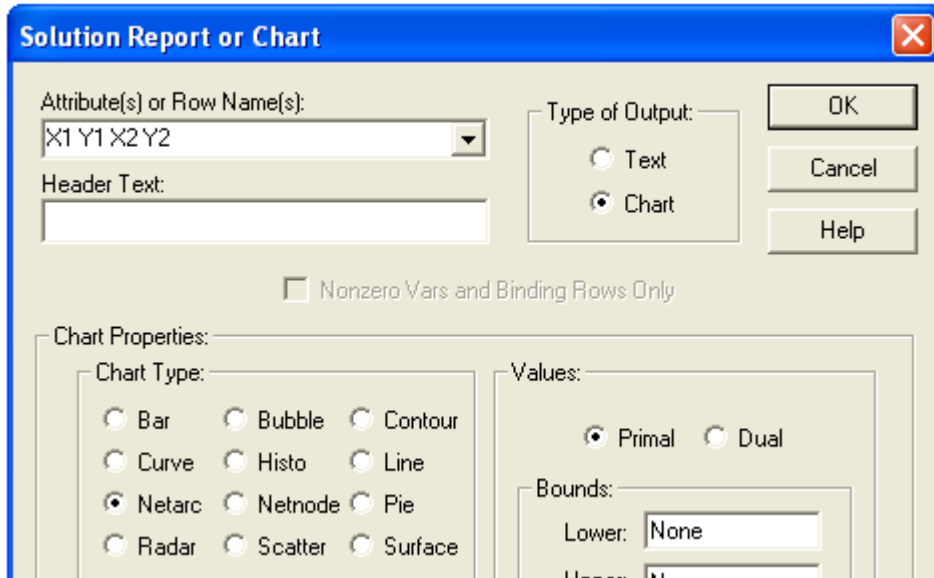 Solution Report or Chart
Attribute(s) or Row Name(s):
X1 Y1 X2 Y2
Header Text:
Type of Output:
Text
Chart
OK
Cancel
Help
Nonzero Vars and Binding Rows Only
Chart Properties:
Chart Type:
Bar Bubble Contour
Curve Histo Line
Netarc Netnode Pie
Radar Scatter Surface
Values:
Primal Dual
Bounds:
Lower: None